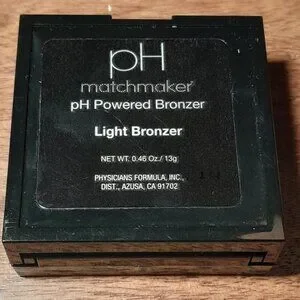 pH
matchmaker®
pH Powered Bronzer
Light Bronzer
NET WT. 0.46 Oz./ 13g
PHYSICIANS FORMULA, INC.,
DIST., AZUSA, CA 91702